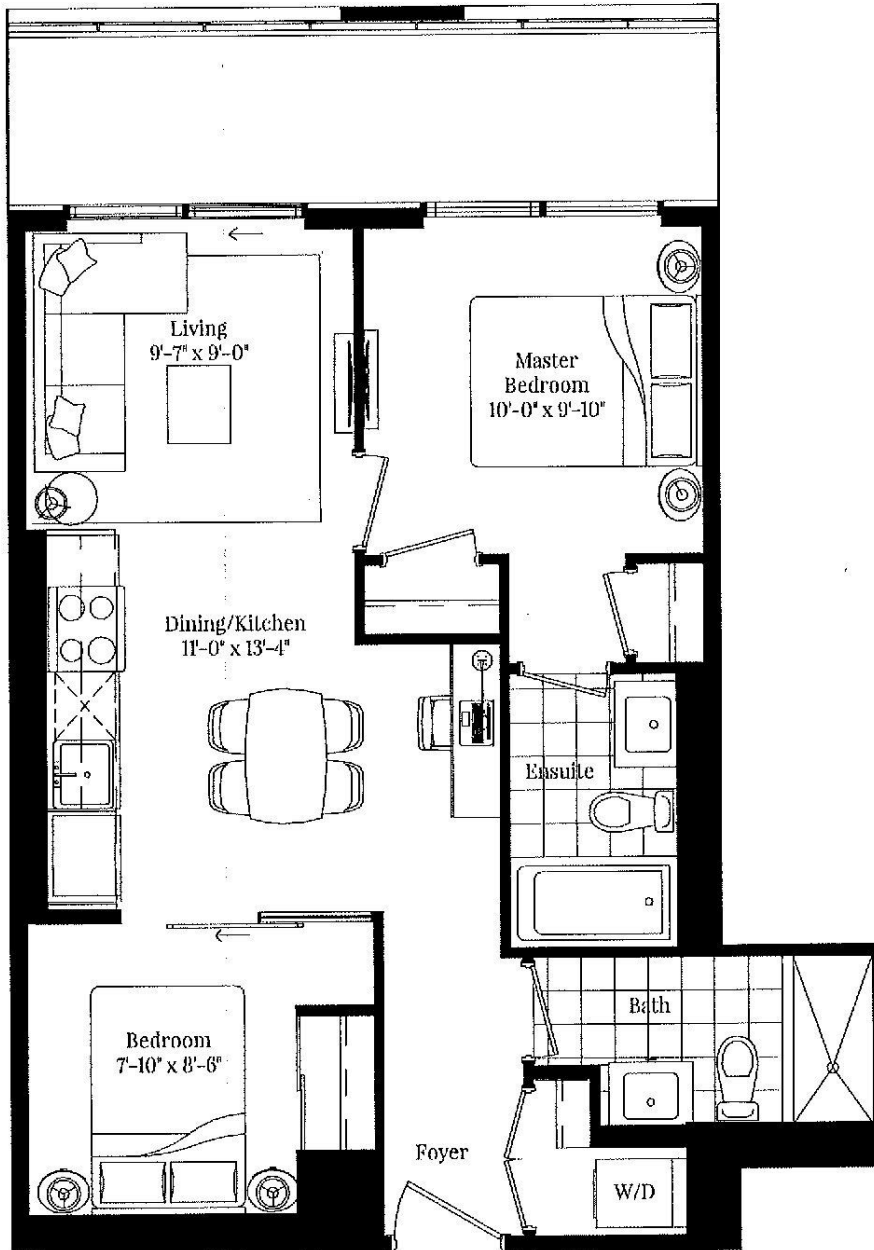 Living
9'-7" x 9'-0"
Master
Bedroom
10'-0" x 9'-10"
Dining/Kitchen
11'-0" x 13'-4"
Ensuite
Bath
Bedroom
7'-10" x 8'-6"
Foyer
W/D